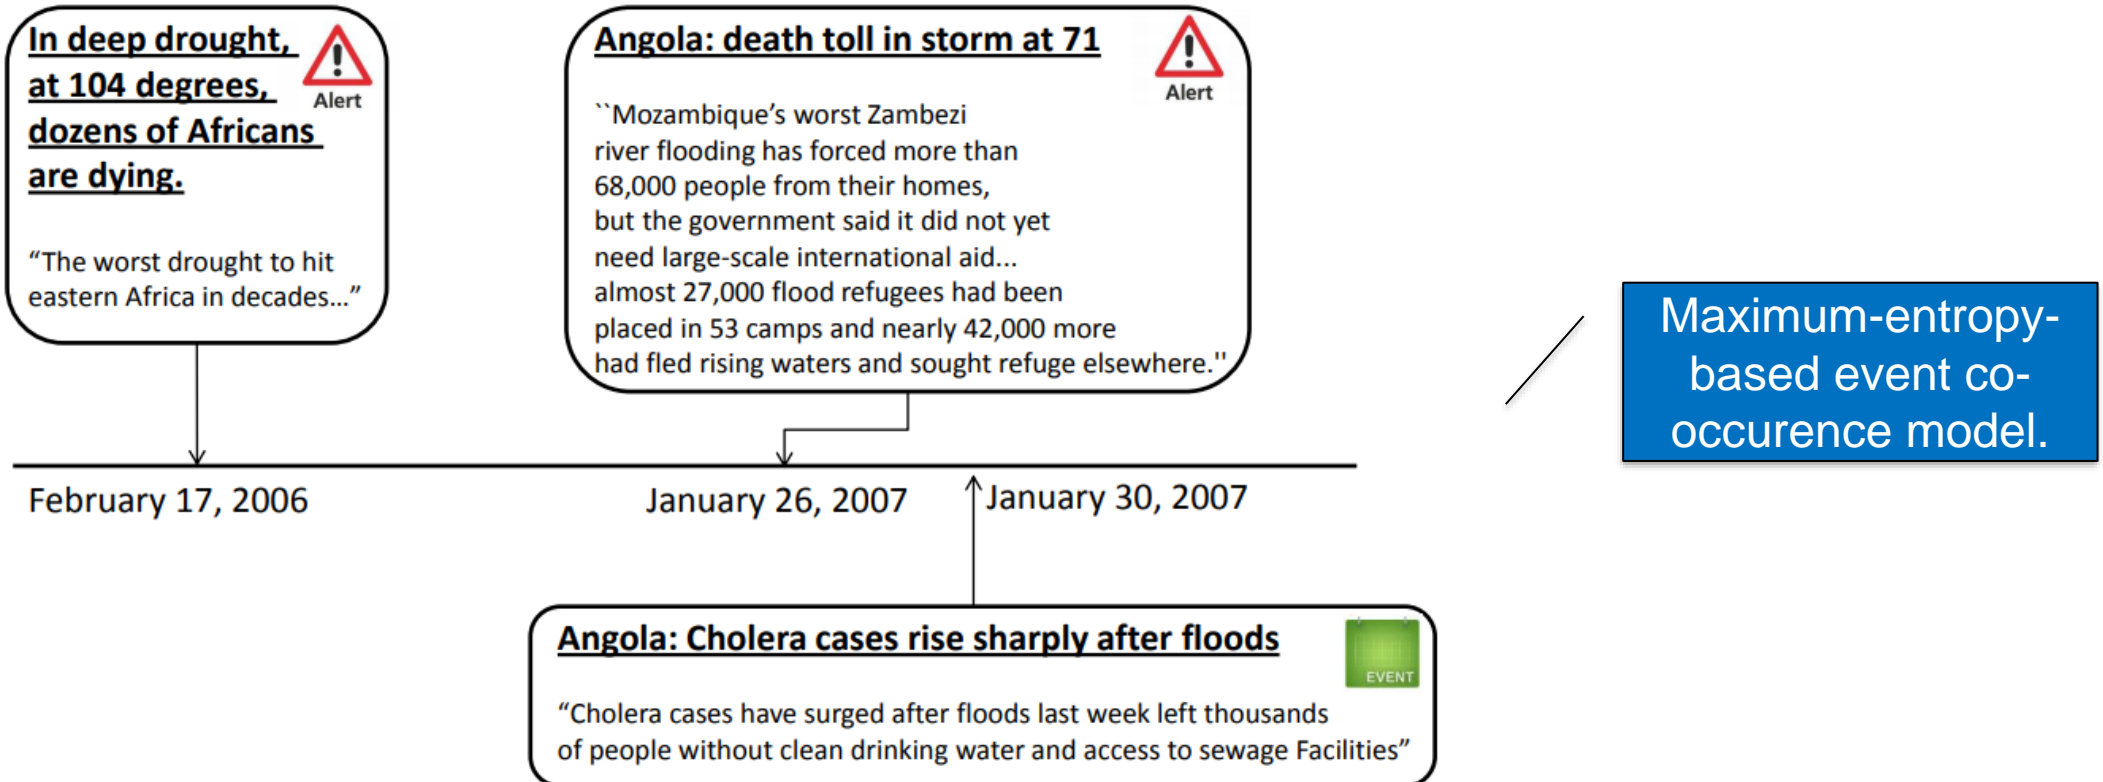 In deep drought,
at 104 degrees,
dozens of Africans
are dying.
Alert
“The worst drought to hit
eastern Africa in decades…”
Angola: death toll in storm at 71
Alert
``Mozambique’s worst Zambezi
river flooding has forced more than
68,000 people from their homes,
but the government said it did not yet
need large-scale international aid...
almost 27,000 flood refugees had been
placed in 53 camps and nearly 42,000 more
had fled rising waters and sought refuge elsewhere.''
Maximum-entropy-
based event co-
occurence model.
February 17, 2006
January 26, 2007
January 30, 2007
Angola: Cholera cases rise sharply after floods
EVENT
“Cholera cases have surged after floods last week left thousands
of people without clean drinking water and access to sewage Facilities”